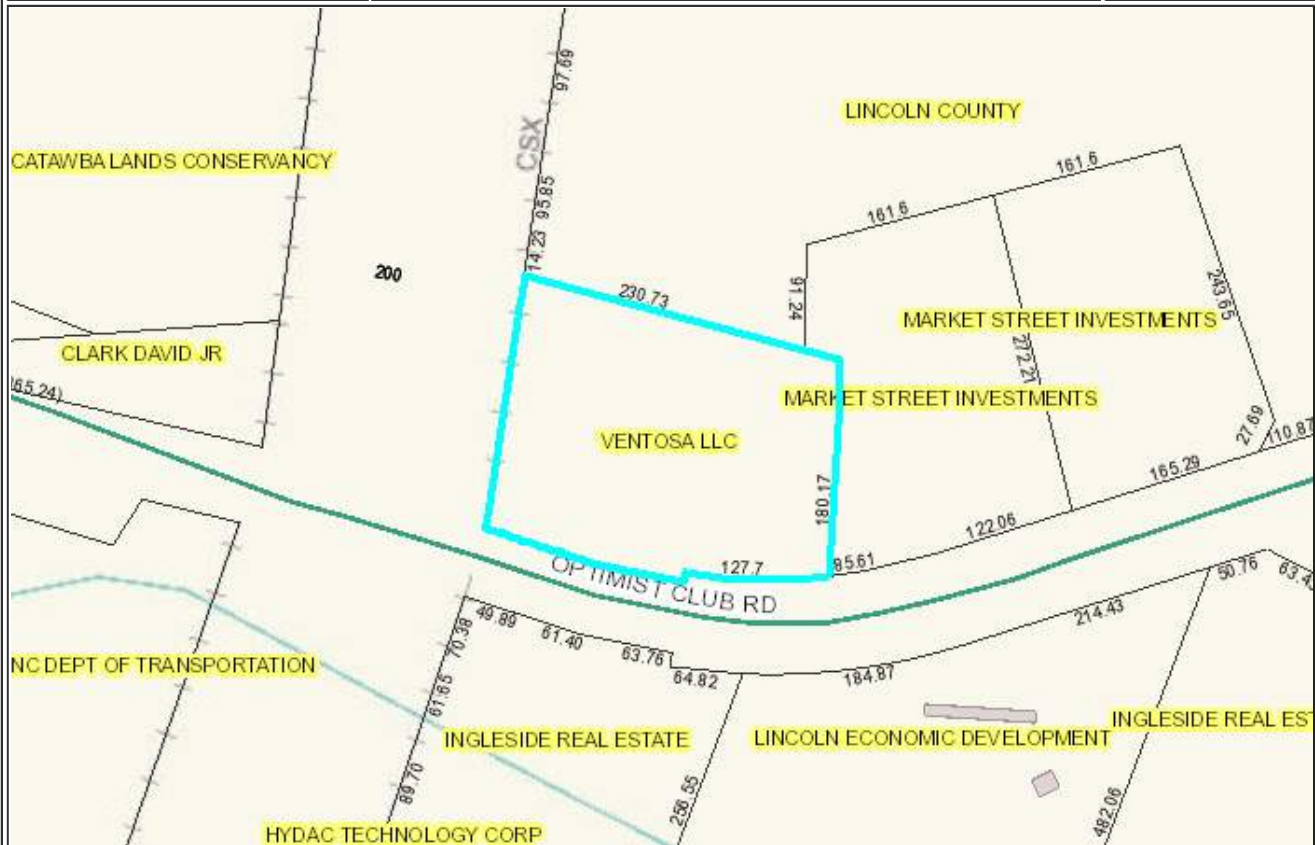 97.69
LINCOLN COUNTY
CSX
CATAWBA LANDS CONSERVANCY
161.6
161.6
95.85
14.23
200
91.24
230.73
243.65
MARKET STREET INVESTMENTS
CLARK DAVID JR
272.21
65.24)
MARKET STREET INVESTMENTS
VENTOSA LLC
27.69
110.87
165.29
180.17
122.06
OPTIMIST CLUB RD
127.7
85.61
50.76
49.89
61.40
63.76
64.82
70.38
214.43
184.87
NC DEPT OF TRANSPORTATION
61.65
INGLESIDE REAL ESTATE
LINCOLN ECONOMIC DEVELOPMENT
INGLESIDE REAL EST
89.70
256.55
482.06
HYDAC TECHNOLOGY CORP